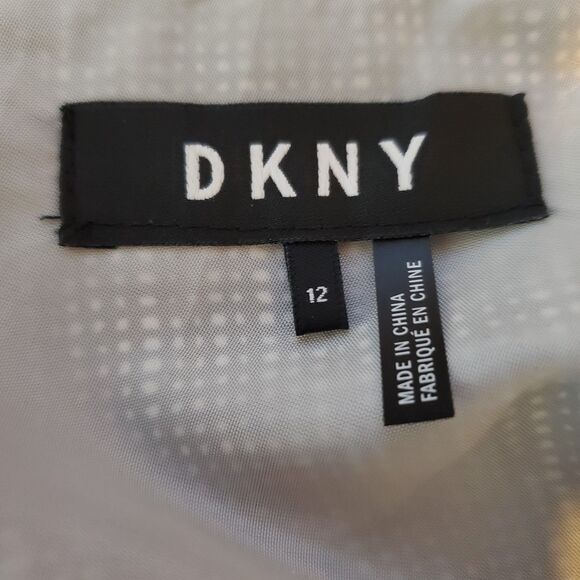 DKNY
12
MADE IN CHINA
FABRIQUÉ EN CHINE